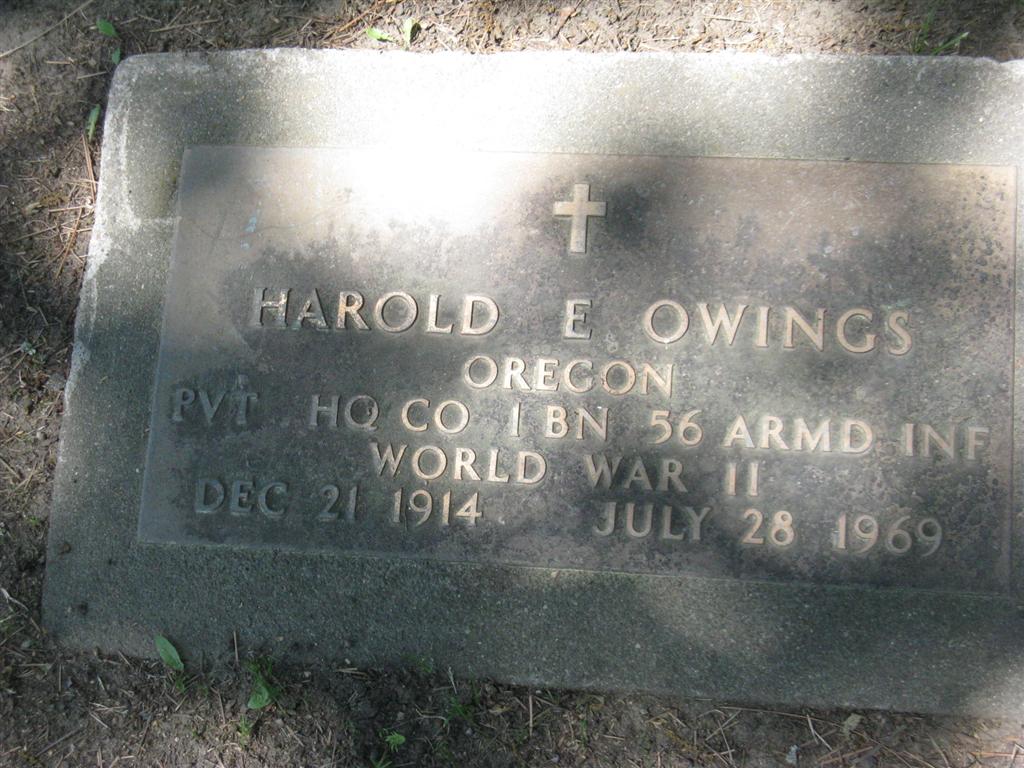 HAROLD E OWINGS
OREGON
PVT HQ CO 1 BN 56 ARMD INF
WORLD WAR II
DEC 21 1914 JULY 28 1969